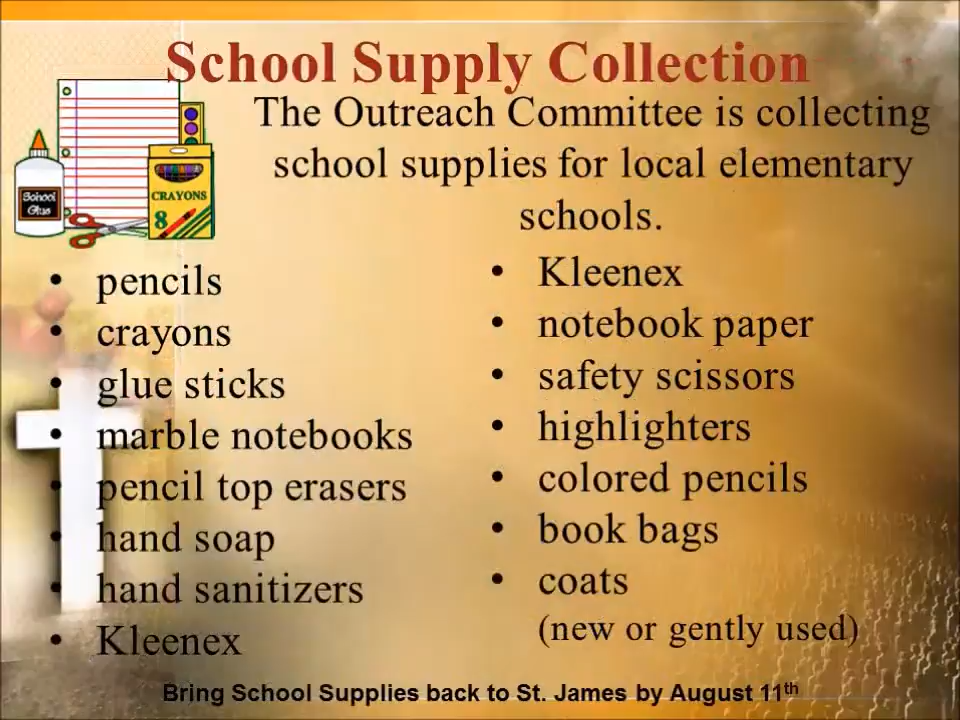 School Supply Collection
The Outreach Committee is collecting
school supplies for local elementary
schools.
School
Glue
CRAYONS
8
• pencils
• crayons
• glue sticks
• marble notebooks
• pencil top erasers
• hand soap
• hand sanitizers
• Kleenex
• Kleenex
• notebook paper
• safety scissors
• highlighters
• colored pencils
• book bags
• coats
(new or gently used)
Bring School Supplies back to St. James by August 11th